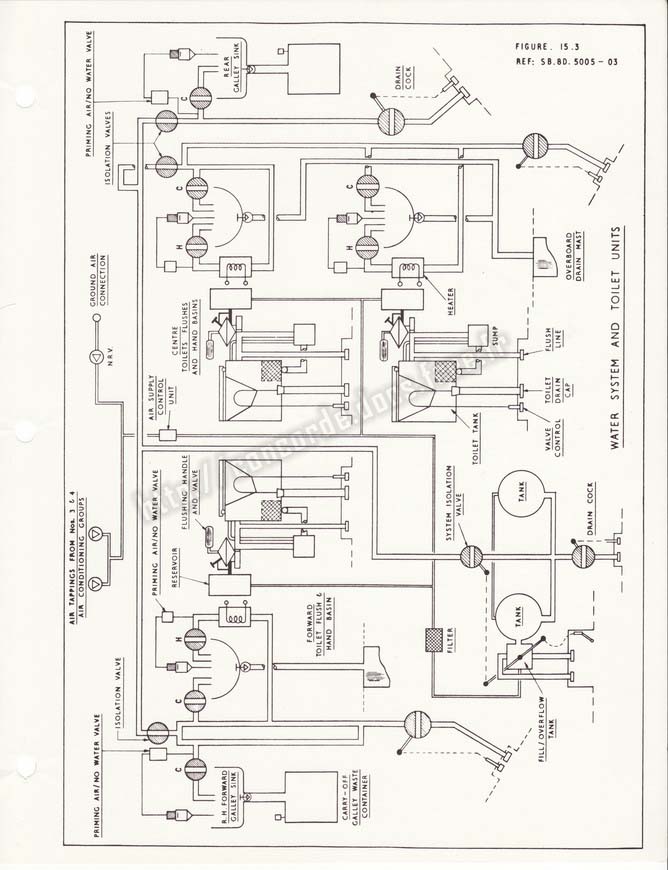 FIGURE. 15.3
REF: SB.8D. 5005 - 03
WATER SYSTEM AND TOILET UNITS
PRIMING AIR/NO WATER VALVE
ISOLATION VALVES
REAR
GALLEY SINK
C
DRAIN
COCK
C
H
C
H
GROUND AIR
CONNECTION
N.R.V.
CENTRE
TOILETS FLUSHES
AND HAND BASINS
HEATER
OVERBOARD
DRAIN MAST
AIR SUPPLY
CONTROL
UNIT
SUMP
FLUSH
LINE
TOILET
DRAIN
CAP
VALVE
CONTROL
TOILET TANK
AIR TAPPINGS FROM Nos. 3 & 4
AIR CONDITIONING GROUPS
PRIMING AIR/NO WATER VALVE
FLUSHING HANDLE
AND VALVE
RESERVOIR
SYSTEM ISOLATION
VALVE
TANK
DRAIN COCK
TANK
FILTER
FILL/OVERFLOW
TANK
FORWARD
TOILET FLUSH &
HAND BASIN
H
C
ISOLATION VALVE
PRIMING AIR/NO WATER VALVE
C
R.H. FORWARD
GALLEY SINK
CARRY-OFF
GALLEY WASTE
CONTAINER